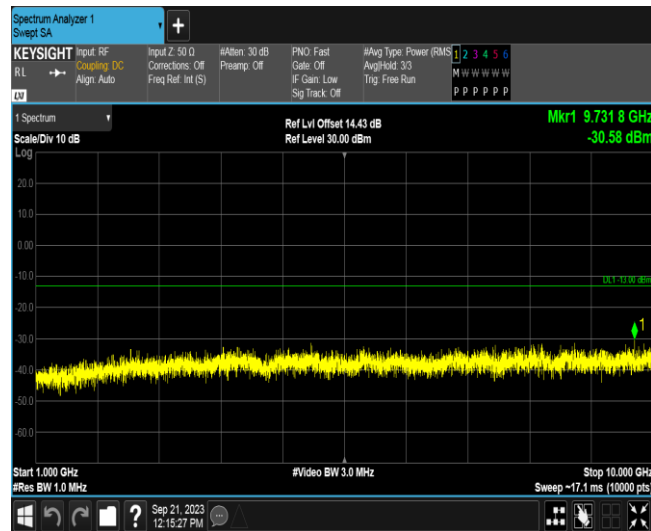 Spectrum Analyzer 1
Swept SA
+
KEYSIGHT
RL
LXI
Input: RF
Coupling: DC
Align: Auto
Input Z: 50 Ω
Corrections: Off
Freq Ref: Int (S)
#Atten: 30 dB
Preamp: Off
PNO: Fast
Gate: Off
IF Gain: Low
Sig Track: Off
#Avg Type: Power (RMS
Avg|Hold: 3/3
Trig: Free Run
1 2 3 4 5 6
M W W W W W
P P P P P P
1 Spectrum
Scale/Div 10 dB
Log
Ref Lvl Offset 14.43 dB
Ref Level 30.00 dBm
Mkr1 9.731 8 GHz
-30.58 dBm
20.0
10.0
0.00
-10.0
DL1 -13.00 dBm
-20.0
1
-30.0
-40.0
-50.0
-60.0
Start 1.000 GHz
#Res BW 1.0 MHz
#Video BW 3.0 MHz
Stop 10.000 GHz
Sweep ~17.1 ms (10000 pts)
?
Sep 21, 2023
12:15:27 PM